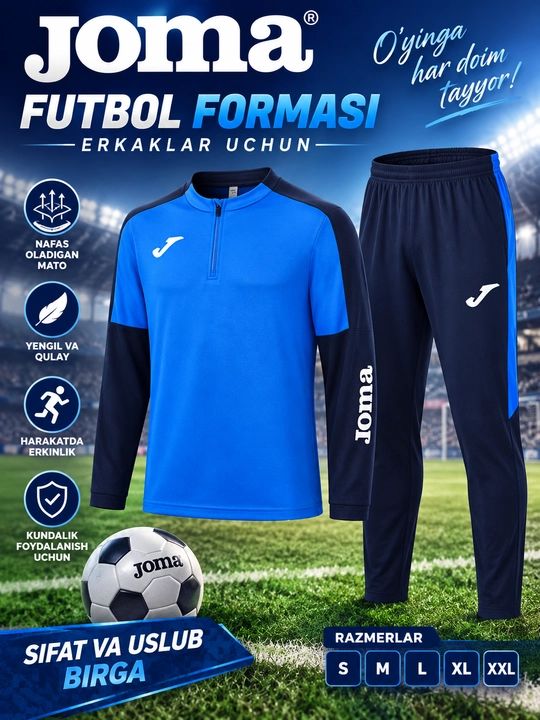 JOMA®
O'yinga
har doim
tayyor!
FUTBOL FORMASI
ERKAKLAR UCHUN
NAFAS
OLADIGAN
MATO
YENGIL VA
QULAY
HARAKATDA
ERKINLIK
KUNDALIK
FOYDALANISH
UCHUN
Joma
JOMA
SIFAT VA USLUB
BIRGA
RAZMERLAR
S M L XL XXL